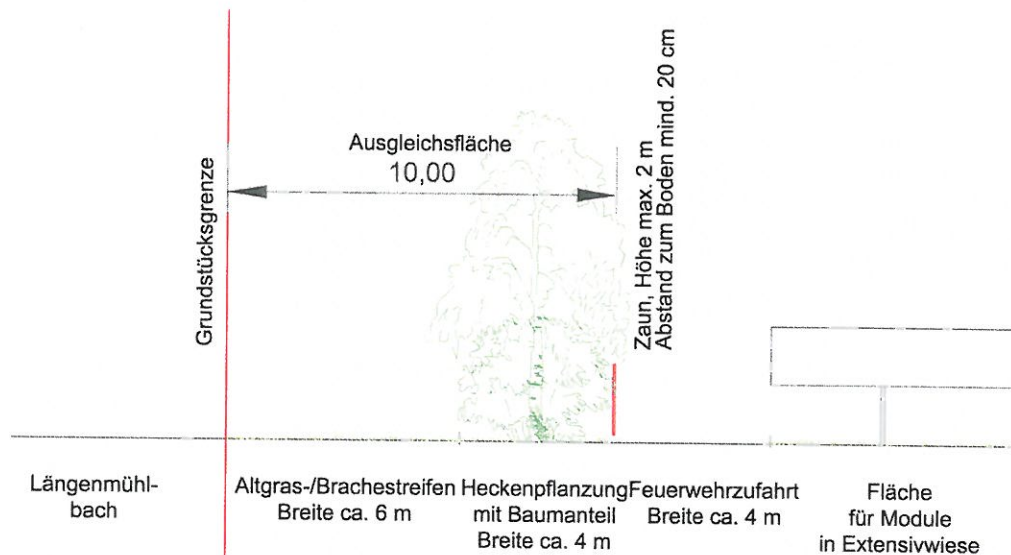 Ausgleichsfläche
10,00
Grundstücksgrenze
Zaun, Höhe max. 2 m
Abstand zum Boden mind. 20 cm
Längenmühl-
bach
Altgras-/Brachestreifen
Breite ca. 6 m
Heckenpflanzung
mit Baumanteil
Breite ca. 4 m
Feuerwehrzufahrt
Breite ca. 4 m
Fläche
für Module
in Extensivwiese